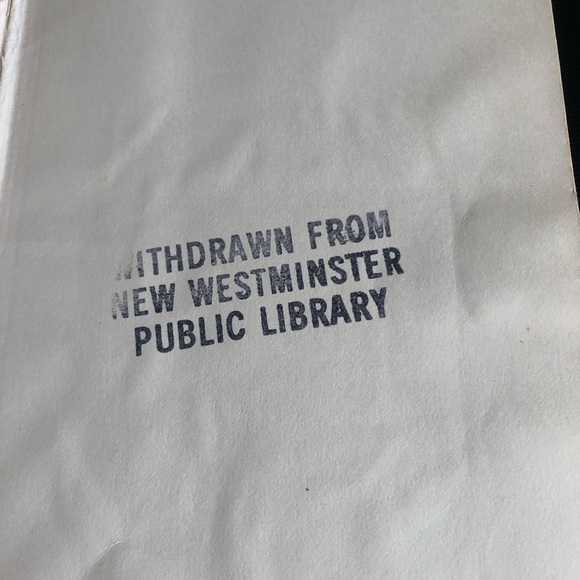 WITHDRAWN FROM
NEW WESTMINSTER
PUBLIC LIBRARY